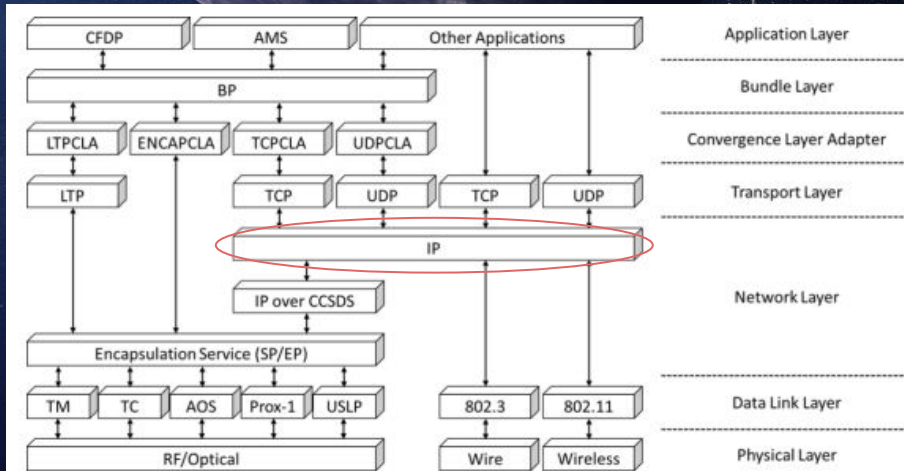 CFDP AMS Other Applications Application Layer
BP Bundle Layer
LTPCLA ENCAPCLA TCPCLA UDPCLA Convergence Layer Adapter
LTP TCP UDP TCP UDP Transport Layer
IP
IP over CCSDS Network Layer
Encapsulation Service (SP/EP)
TM TC AOS Prox-1 USLP 802.3 802.11 Data Link Layer
RF/Optical Wire Wireless Physical Layer